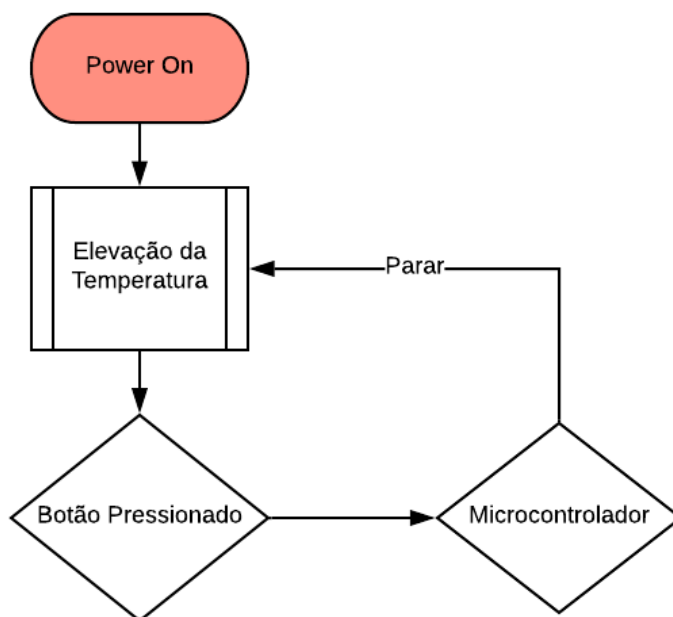 Power On
Elevação da
Temperatura
Parar
Botão Pressionado
Microcontrolador